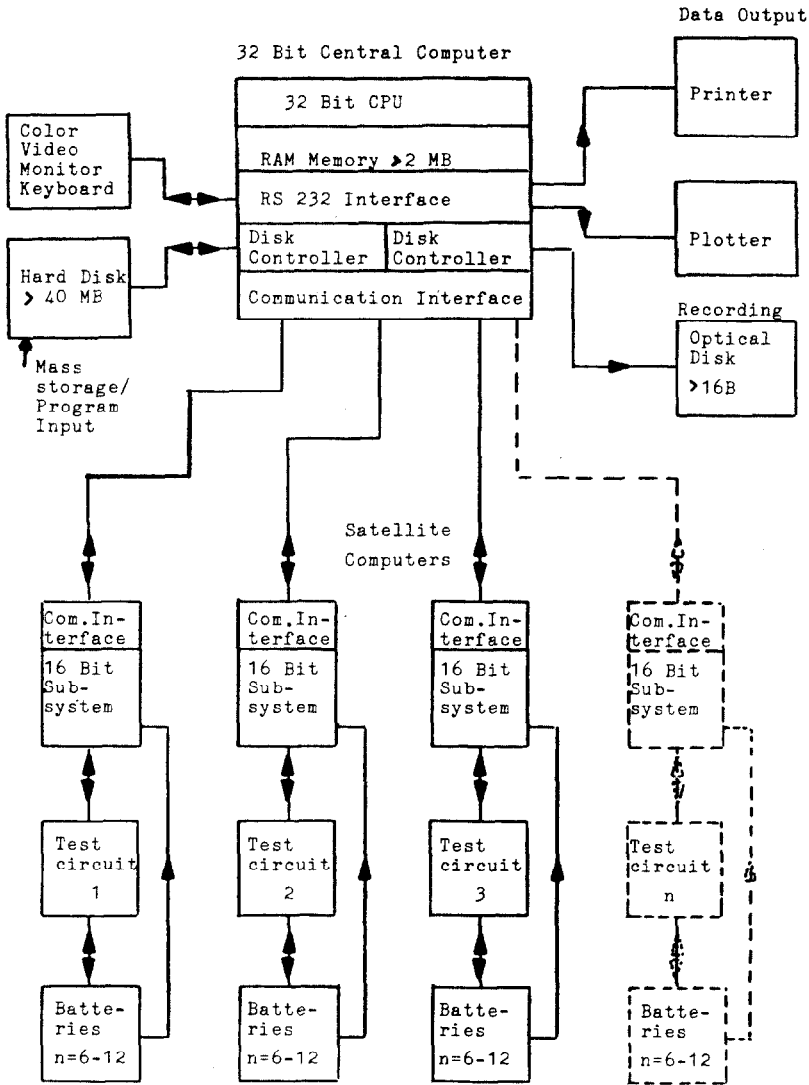 Data Output
32 Bit Central Computer
32 Bit CPU
RAM Memory >2 MB
RS 232 Interface
Disk
Controller
Disk
Controller
Communication Interface
Color
Video
Monitor
Keyboard
Hard Disk
> 40 MB
Mass
storage/
Program
Input
Printer
Plotter
Recording
Optical
Disk
>16B
Satellite
Computers
Com.In-
terface
16 Bit
Sub-
system
Test
circuit
1
Batte-
ries
n=6-12
Com.In-
terface
16 Bit
Sub-
system
Test
circuit
2
Batte-
ries
n=6-12
Com.In-
terface
16 Bit
Sub-
system
Test
circuit
3
Batte-
ries
n=6-12
Com.In-
terface
16 Bit
Sub-
system
Test
circuit
n
Batte-
ries
n=6-12